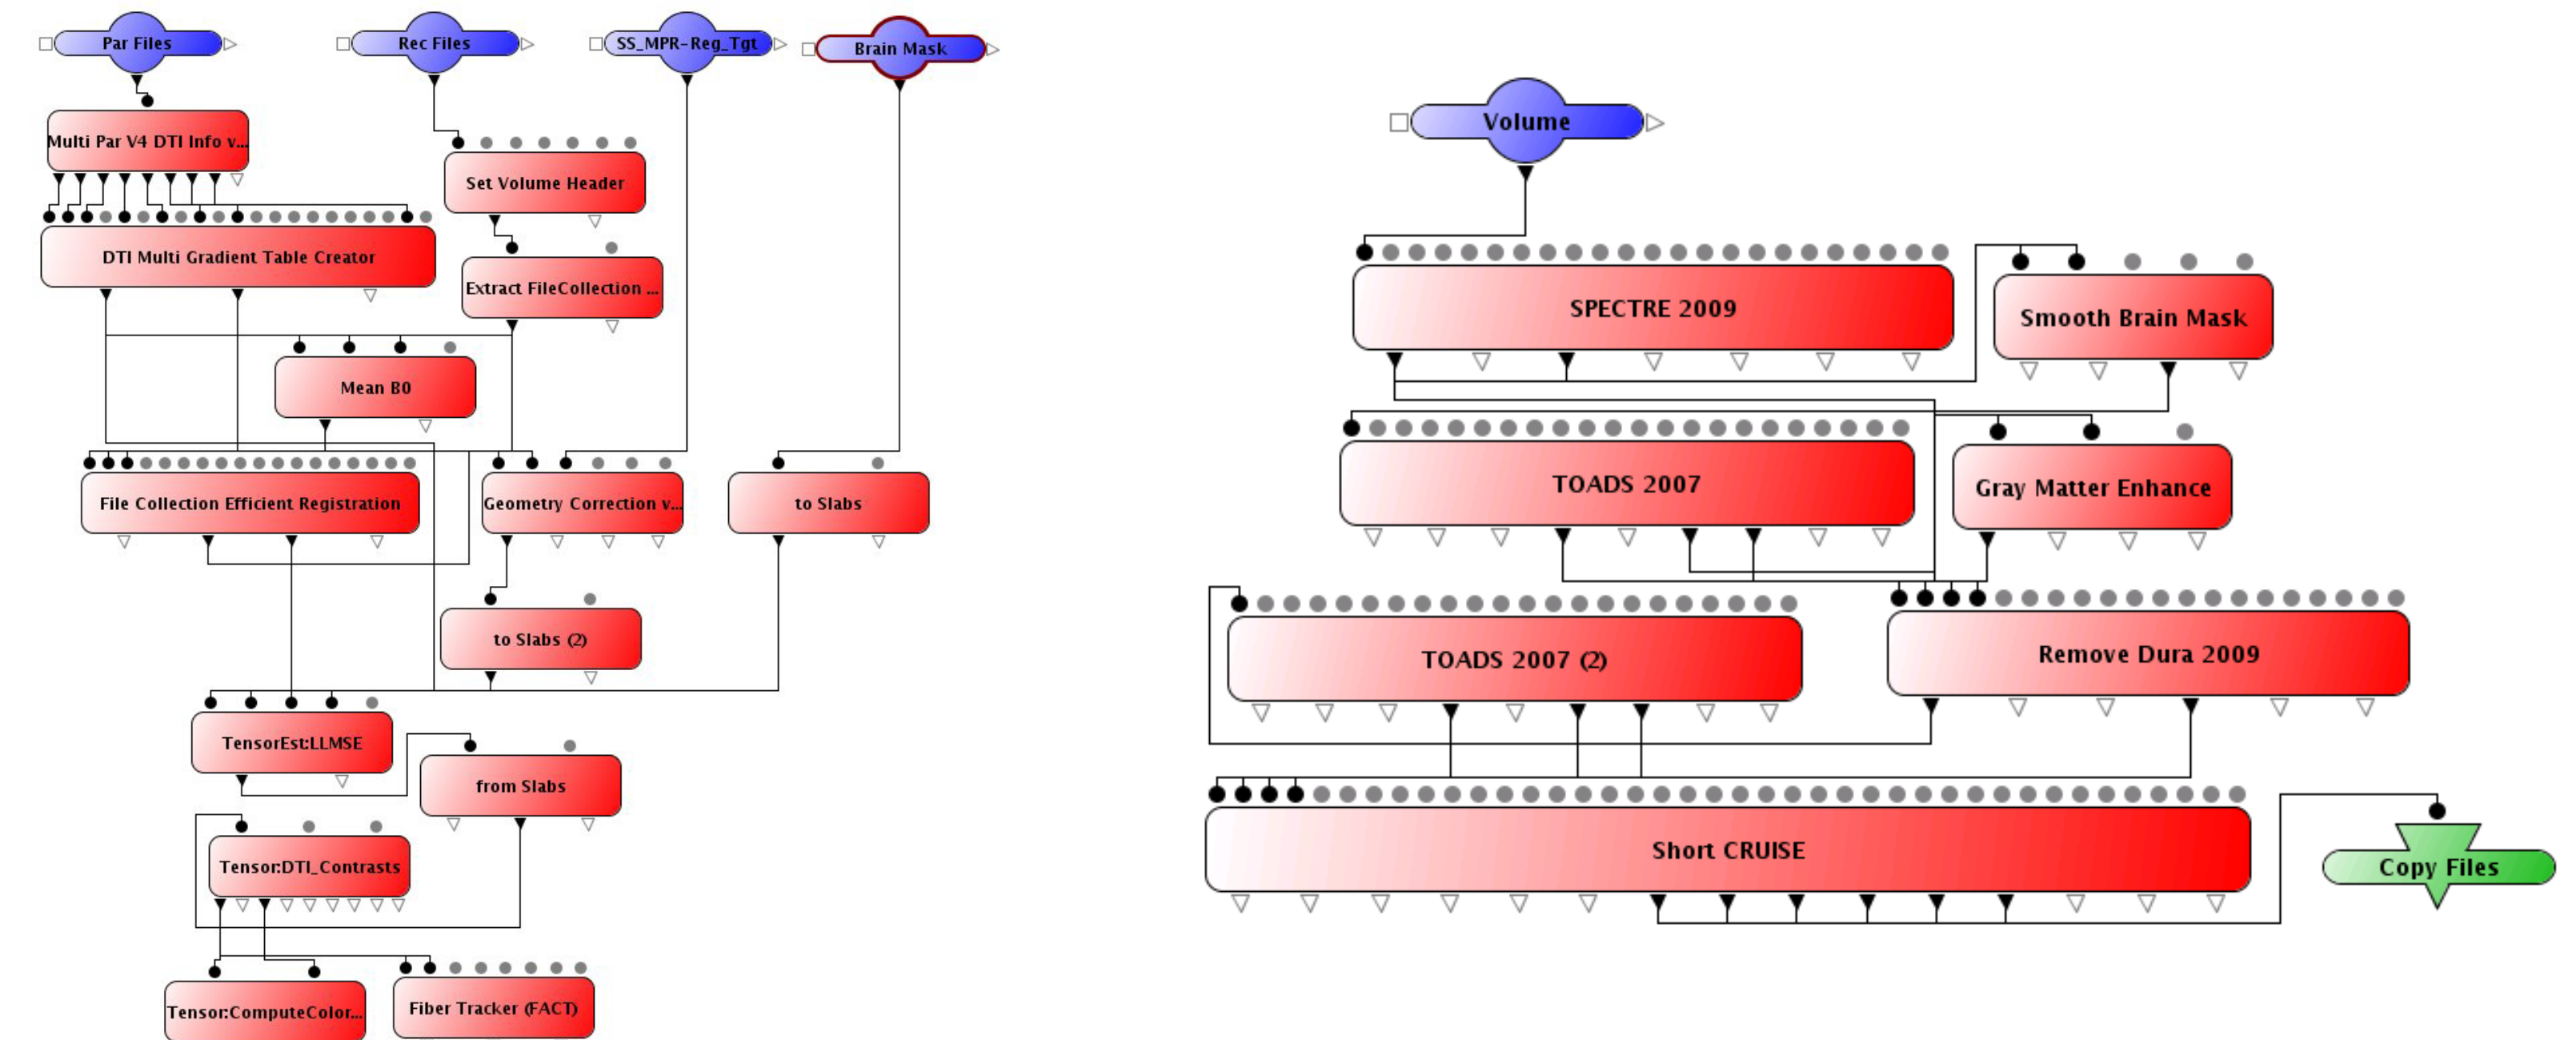 Par Files
Rec Files
SS_MPR-Reg_Tgt
Brain Mask
Multi Par V4 DTI Info v...
Set Volume Header
DTI Multi Gradient Table Creator
Extract FileCollection ...
Mean B0
File Collection Efficient Registration
Geometry Correction v...
to Slabs
to Slabs (2)
TensorEst:LLMSE
from Slabs
Tensor:DTI_Contrasts
Tensor:ComputeColor...
Fiber Tracker (FACT)
Volume
SPECTRE 2009
Smooth Brain Mask
TOADS 2007
Gray Matter Enhance
TOADS 2007 (2)
Remove Dura 2009
Short CRUISE
Copy Files